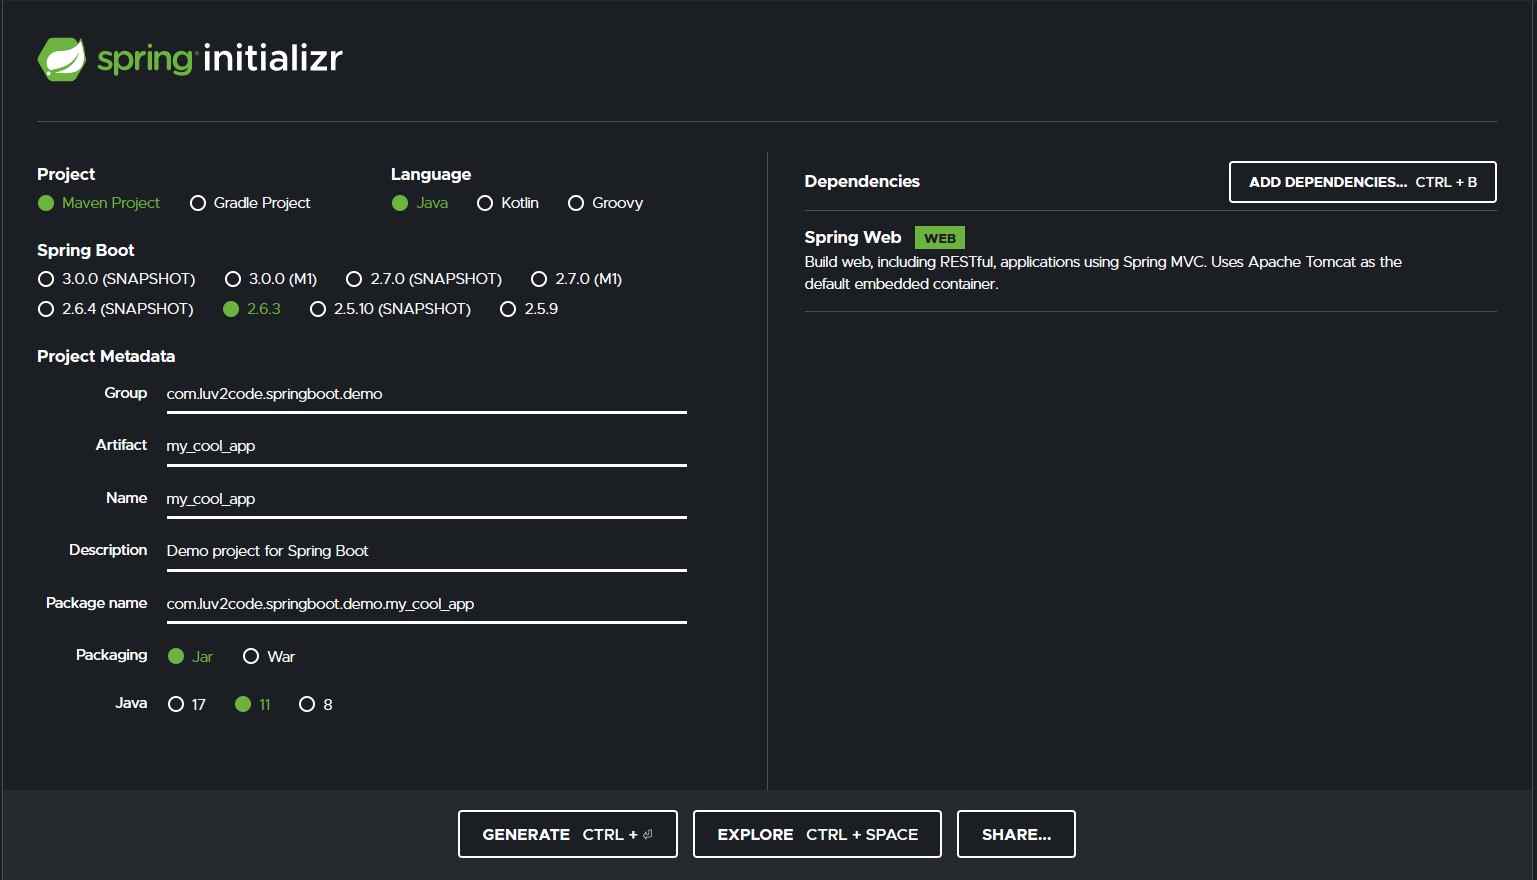 spring initializr
Project
Maven Project Gradle Project
Language
Java Kotlin Groovy
Spring Boot
3.0.0 (SNAPSHOT) 3.0.0 (M1) 2.7.0 (SNAPSHOT) 2.7.0 (M1)
2.6.4 (SNAPSHOT) 2.6.3 2.5.10 (SNAPSHOT) 2.5.9
Project Metadata
Group com.luv2code.springboot.demo
Artifact my_cool_app
Name my_cool_app
Description Demo project for Spring Boot
Package name com.luv2code.springboot.demo.my_cool_app
Packaging Jar War
Java 17 11 8
Dependencies
ADD DEPENDENCIES... CTRL + B
Spring Web WEB
Build web, including RESTful, applications using Spring MVC. Uses Apache Tomcat as the
default embedded container.
GENERATE CTRL + ⏎
EXPLORE CTRL + SPACE
SHARE...